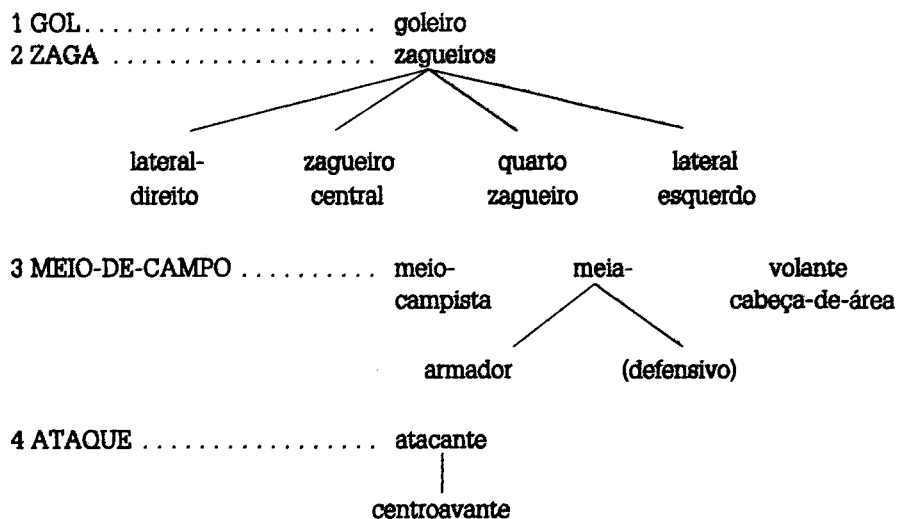 1 GOL . . . . . . . . . . . . . . . . . . . . . goleiro
2 ZAGA . . . . . . . . . . . . . . . . . . . zagueiros
lateral- zagueiro quarto lateral
direito central zagueiro esquerdo
3 MEIO-DE-CAMPO . . . . . . . . . . meio- meia- volante
campista cabeça-de-área
armador (defensivo)
4 ATAQUE . . . . . . . . . . . . . . . . . atacante
centroavante